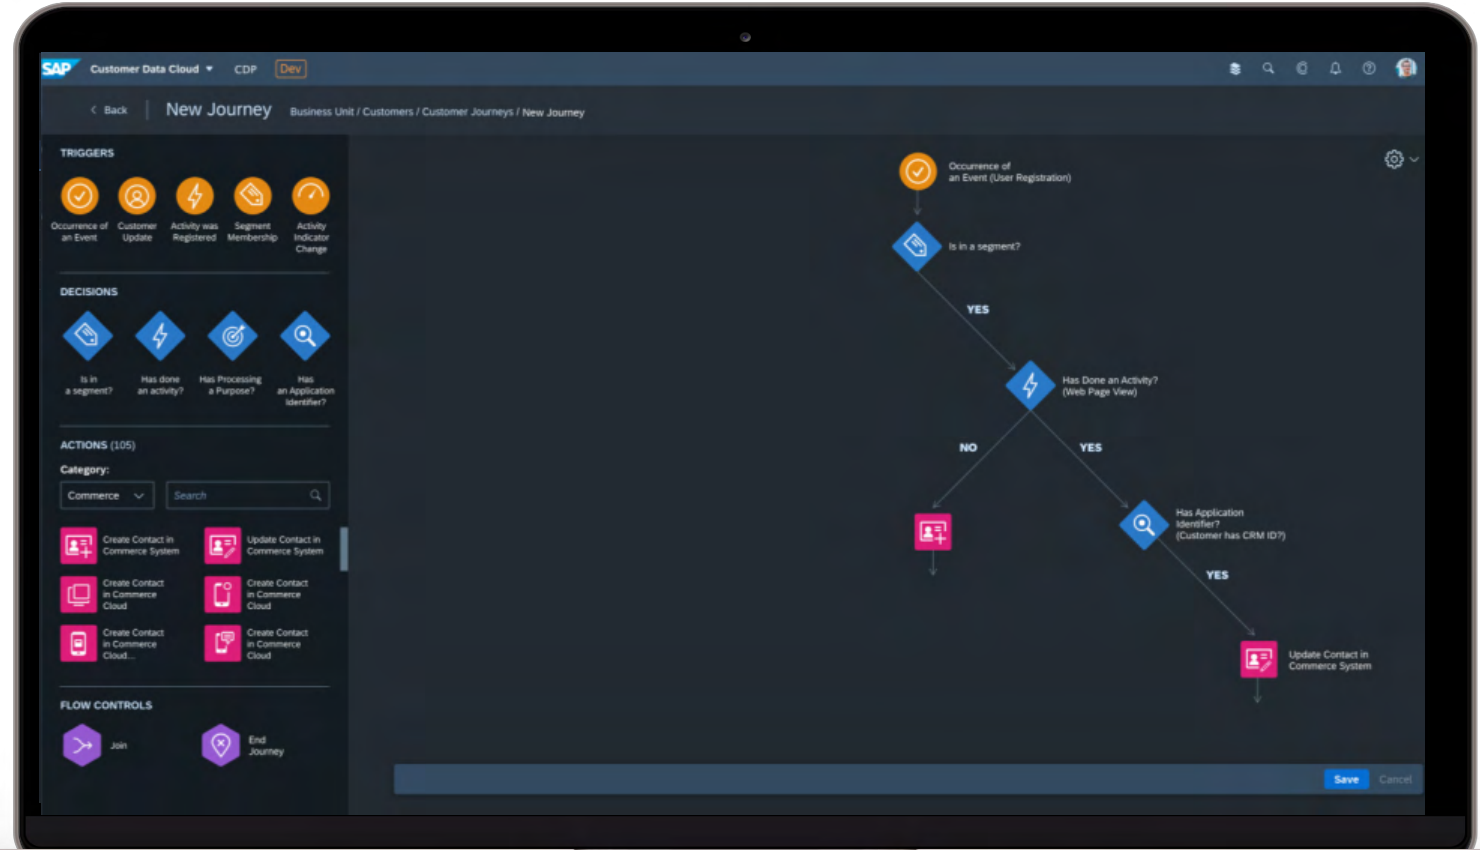 SAP
Customer Data Cloud
CDP
Dev
Back
New Journey
Business Unit / Customers / Customer Journeys / New Journey
TRIGGERS
Occurrence of
an Event
Customer
Update
Activity was
Registered
Segment
Membership
Activity
Indicator
Change
DECISIONS
Is in
a segment?
Has done
an activity?
Has Processing
a Purpose?
Has
an Application
Identifier?
ACTIONS (105)
Category:
Commerce
Search
Create Contact in
Commerce System
Update Contact in
Commerce System
Create Contact
in Commerce
Cloud
Create Contact
in Commerce
Cloud
Create Contact
in Commerce
Cloud...
Create Contact
in Commerce
Cloud
FLOW CONTROLS
Join
End
Journey
Occurrence of
an Event (User Registration)
Is in a segment?
YES
Has Done an Activity?
(Web Page View)
NO
YES
Has Application
Identifier?
(Customer has CRM ID?)
YES
Update Contact in
Commerce System
Save
Cancel